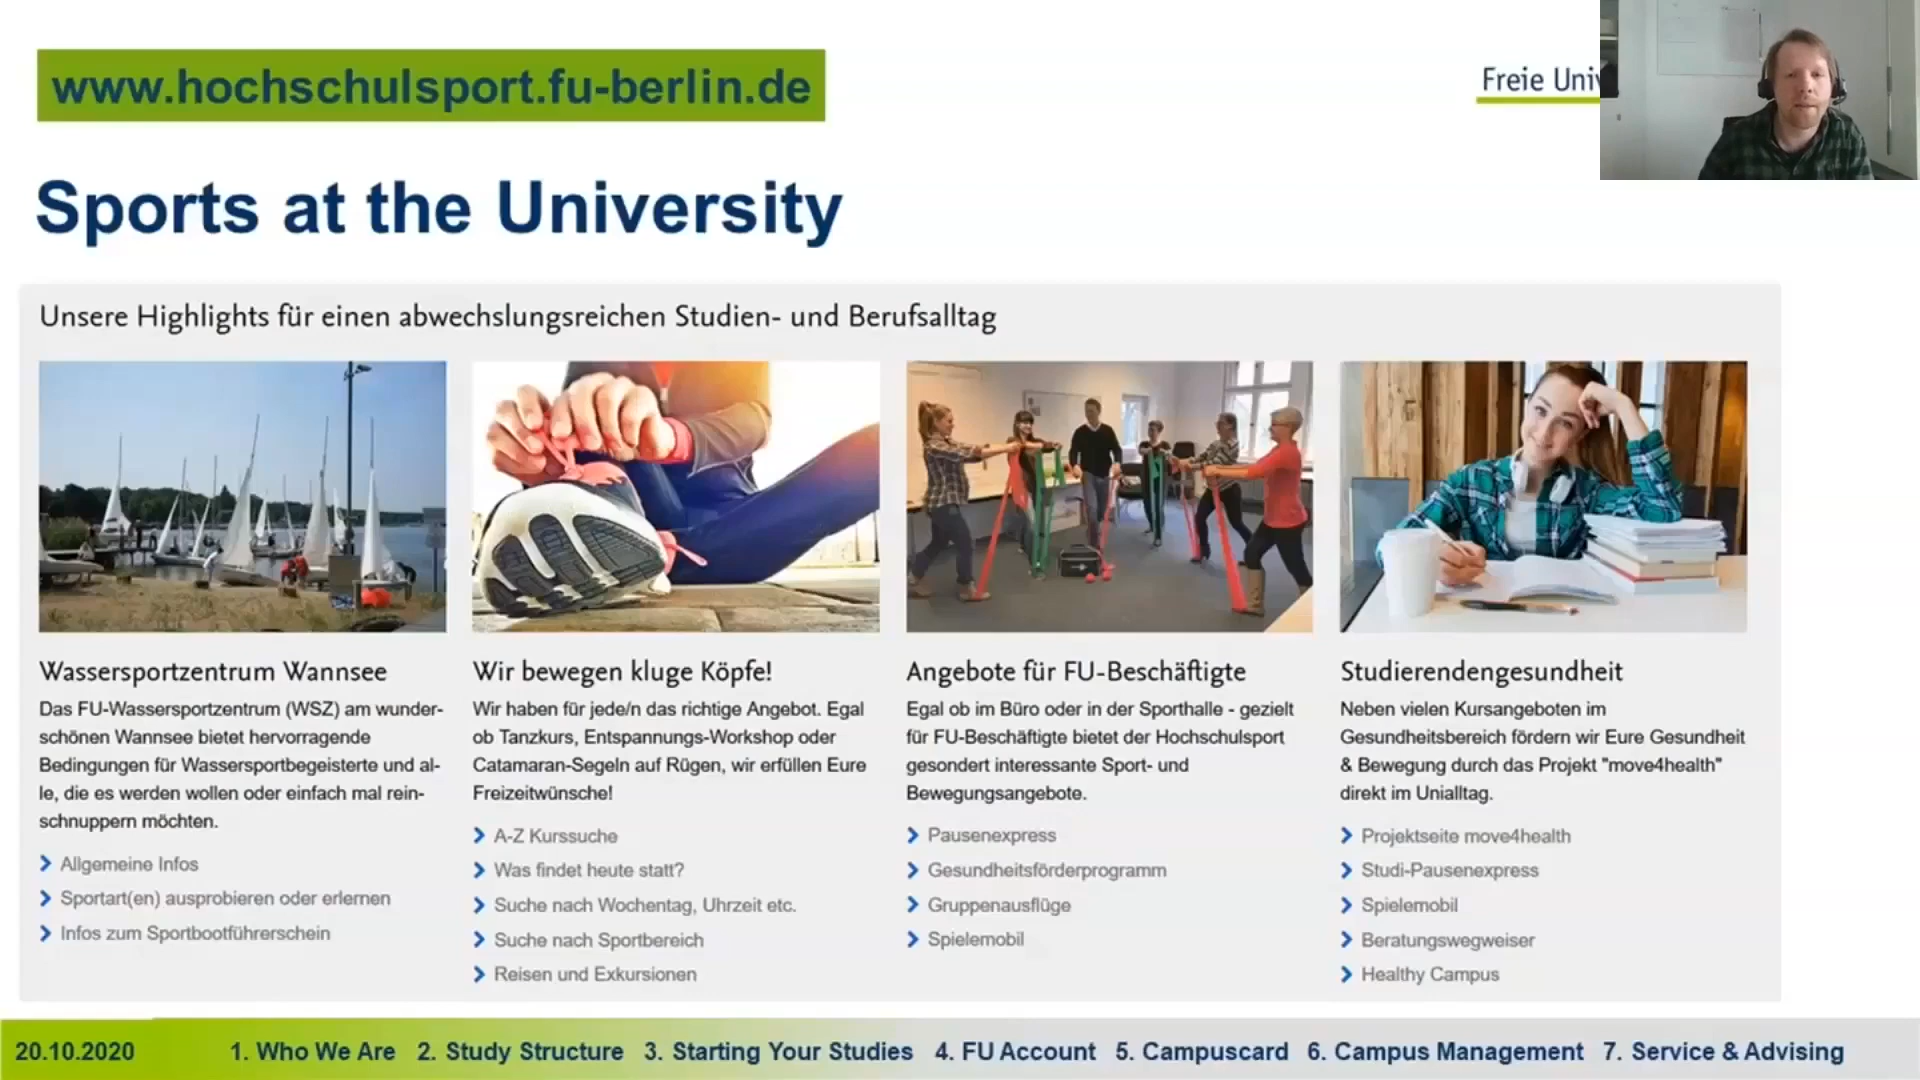 www.hochschulsport.fu-berlin.de
Freie Uni
Sports at the University
Unsere Highlights für einen abwechslungsreichen Studien- und Berufsalltag
Wassersportzentrum Wannsee
Das FU-Wassersportzentrum (WSZ) am wunder-
schönen Wannsee bietet hervorragende
Bedingungen für Wassersportbegeisterte und al-
le, die es werden wollen oder einfach mal rein-
schnuppern möchten.
Allgemeine Infos
Sportart(en) ausprobieren oder erlernen
Infos zum Sportbootführerschein
Wir bewegen kluge Köpfe!
Wir haben für jede/n das richtige Angebot. Egal
ob Tanzkurs, Entspannungs-Workshop oder
Catamaran-Segeln auf Rügen, wir erfüllen Eure
Freizeitwünsche!
A-Z Kurssuche
Was findet heute statt?
Suche nach Wochentag, Uhrzeit etc.
Suche nach Sportbereich
Reisen und Exkursionen
Angebote für FU-Beschäftigte
Egal ob im Büro oder in der Sporthalle - gezielt
für FU-Beschäftigte bietet der Hochschulsport
gesondert interessante Sport- und
Bewegungsangebote.
Pausenexpress
Gesundheitsförderprogramm
Gruppenausflüge
Spielemobil
Studierendengesundheit
Neben vielen Kursangeboten im
Gesundheitsbereich fördern wir Eure Gesundheit
& Bewegung durch das Projekt "move4health"
direkt im Unialltag.
Projektseite move4health
Studi-Pausenexpress
Spielemobil
Beratungswegweiser
Healthy Campus
20.10.2020 1. Who We Are 2. Study Structure 3. Starting Your Studies 4. FU Account 5. Campuscard 6. Campus Management 7. Service & Advising